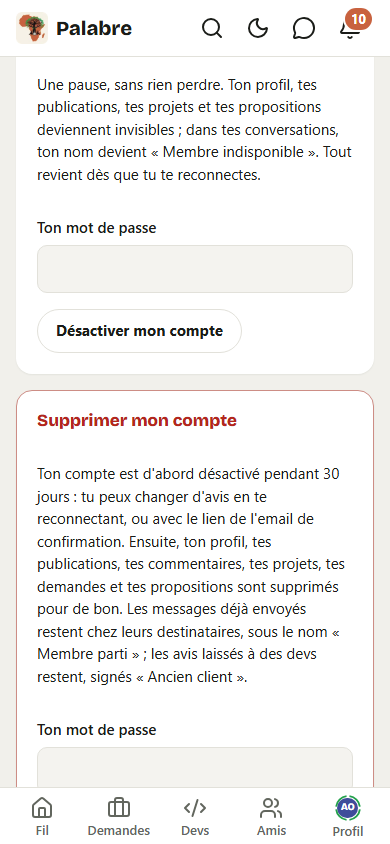 Palabre
10
Une pause, sans rien perdre. Ton profil, tes
publications, tes projets et tes propositions
deviennent invisibles ; dans tes conversations,
ton nom devient « Membre indisponible ». Tout
revient dès que tu te reconnectes.
Ton mot de passe
Désactiver mon compte
Supprimer mon compte
Ton compte est d'abord désactivé pendant 30
jours : tu peux changer d'avis en te
reconnectant, ou avec le lien de l'email de
confirmation. Ensuite, ton profil, tes
publications, tes commentaires, tes projets, tes
demandes et tes propositions sont supprimés
pour de bon. Les messages déjà envoyés
restent chez leurs destinataires, sous le nom «
Membre parti » ; les avis laissés à des devs
restent, signés « Ancien client ».
Ton mot de passe
AO
Fil Demandes Devs Amis Profil